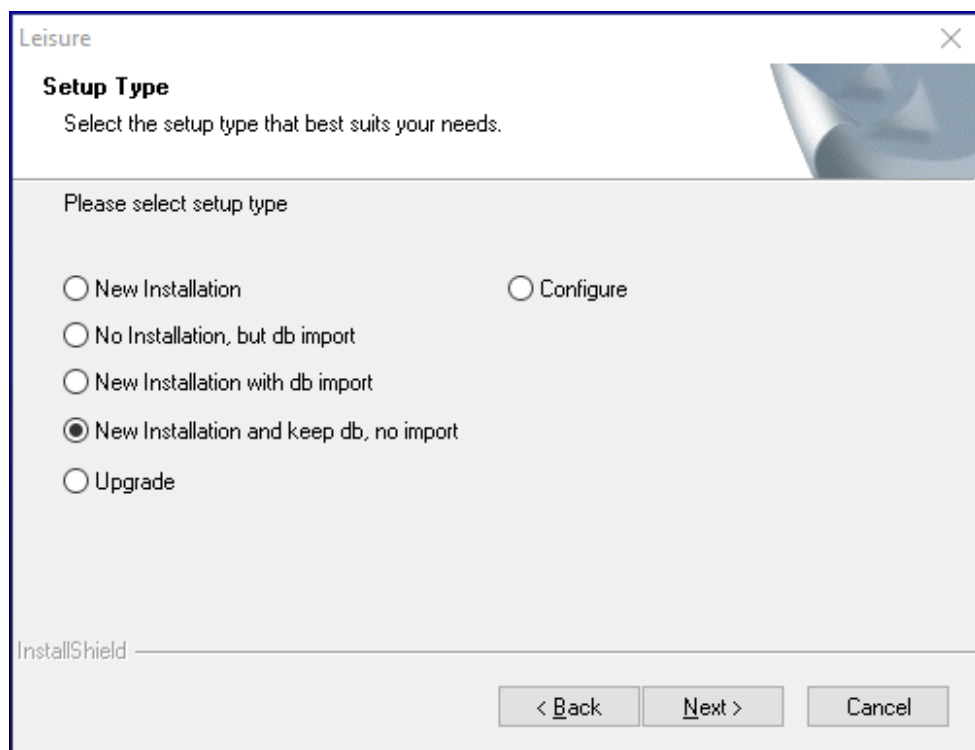 Leisure
Setup Type
Select the setup type that best suits your needs.
Please select setup type
New Installation
Configure
No Installation, but db import
New Installation with db import
New Installation and keep db, no import
Upgrade
InstallShield
< Back
Next >
Cancel